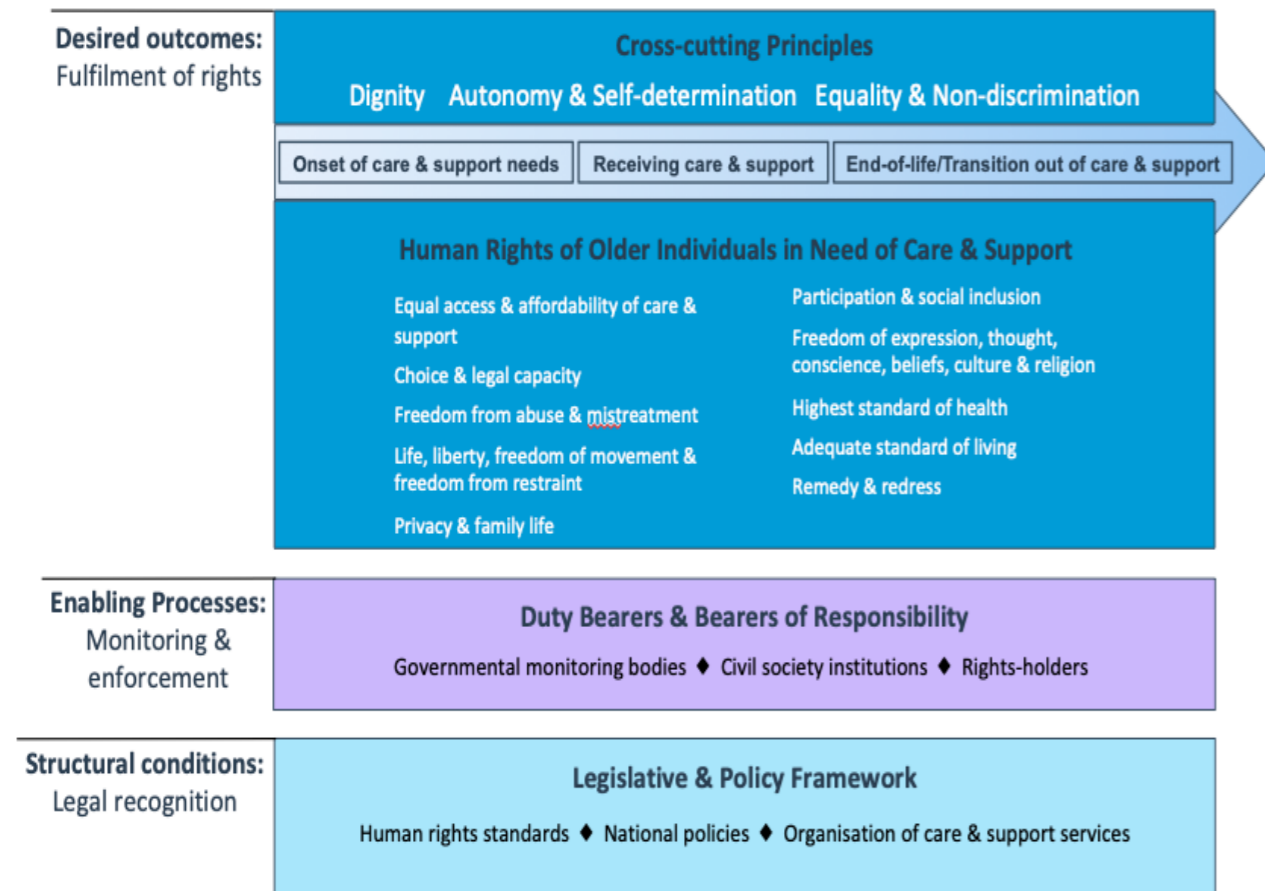 Desired outcomes:
Fulfilment of rights
Cross-cutting Principles
Dignity Autonomy & Self-determination Equality & Non-discrimination
Onset of care & support needs
Receiving care & support
End-of-life/Transition out of care & support
Human Rights of Older Individuals in Need of Care & Support
Equal access & affordability of care &
support
Choice & legal capacity
Freedom from abuse & mistreatment
Life, liberty, freedom of movement &
freedom from restraint
Privacy & family life
Participation & social inclusion
Freedom of expression, thought,
conscience, beliefs, culture & religion
Highest standard of health
Adequate standard of living
Remedy & redress
Enabling Processes:
Monitoring &
enforcement
Duty Bearers & Bearers of Responsibility
Governmental monitoring bodies ♦ Civil society institutions ♦ Rights-holders
Structural conditions:
Legal recognition
Legislative & Policy Framework
Human rights standards ♦ National policies ♦ Organisation of care & support services